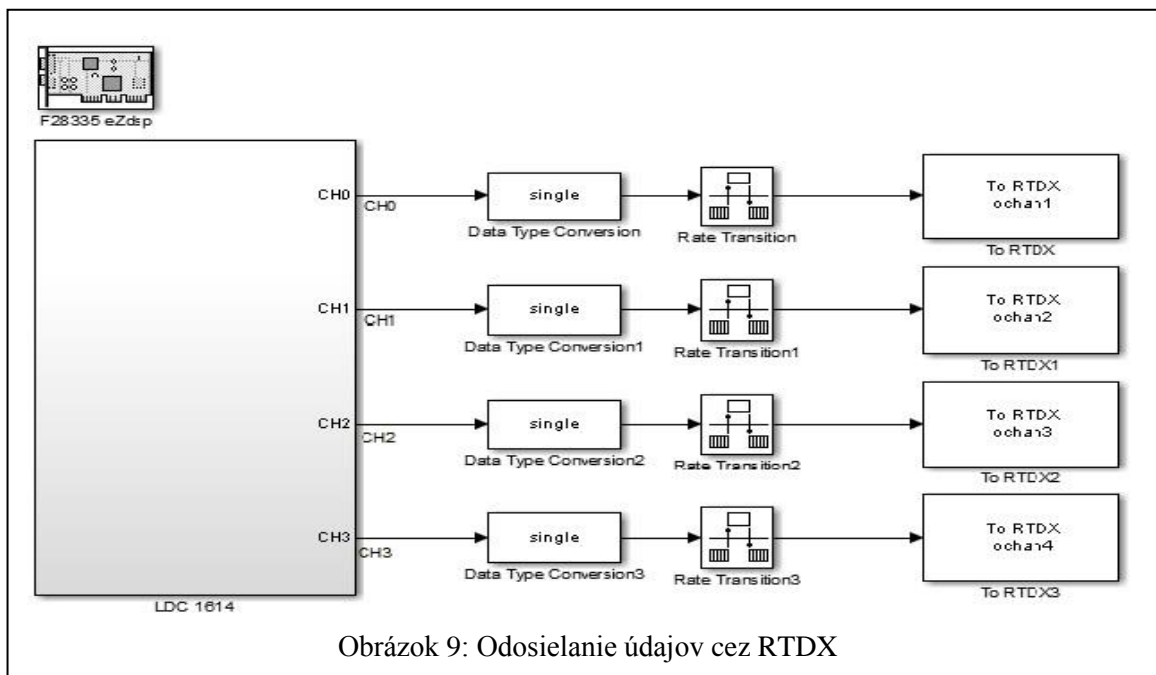 F28335 eZdsp
CH0
CH0
single
Data Type Conversion
Rate Transition
To RTDX
ochan1
To RTDX
CH1
CH1
single
Data Type Conversion1
Rate Transition1
To RTDX
ochan2
To RTDX1
CH2
CH2
single
Data Type Conversion2
Rate Transition2
To RTDX
ochan3
To RTDX2
CH3
CH3
single
Data Type Conversion3
Rate Transition3
To RTDX
ochan4
To RTDX3
LDC 1614
Obrázok 9: Odosielanie údajov cez RTDX